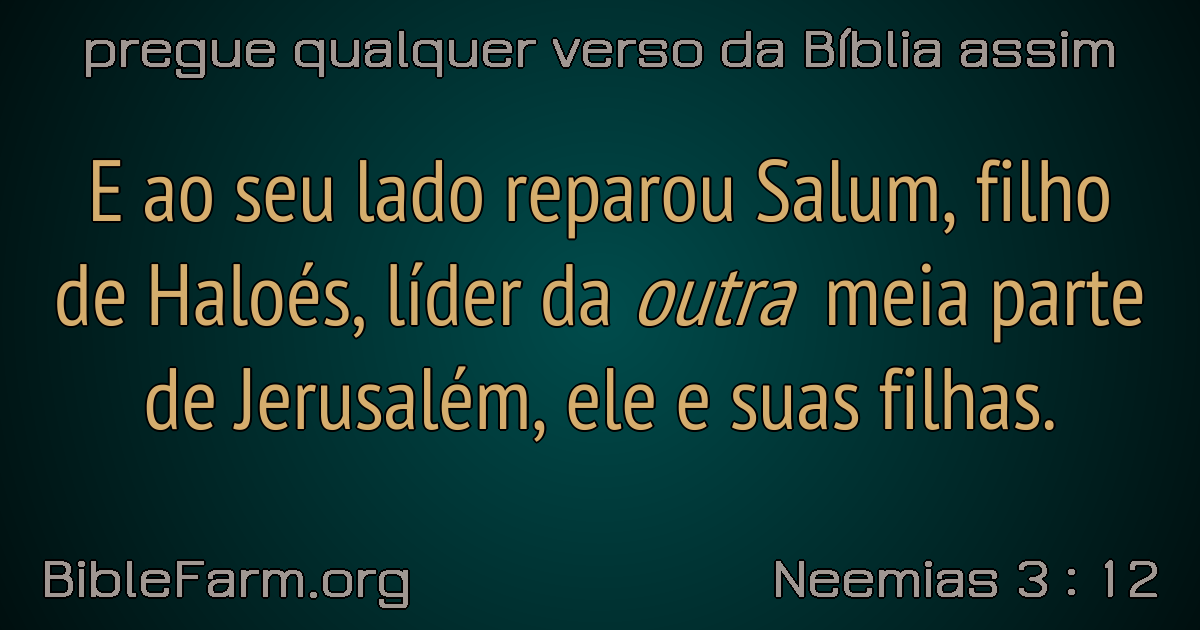 pregue qualquer verso da Bíblia assim
E ao seu lado reparou Salum, filho
de Haloés, líder da outra meia parte
de Jerusalém, ele e suas filhas.
BibleFarm.org
Neemias 3 : 12